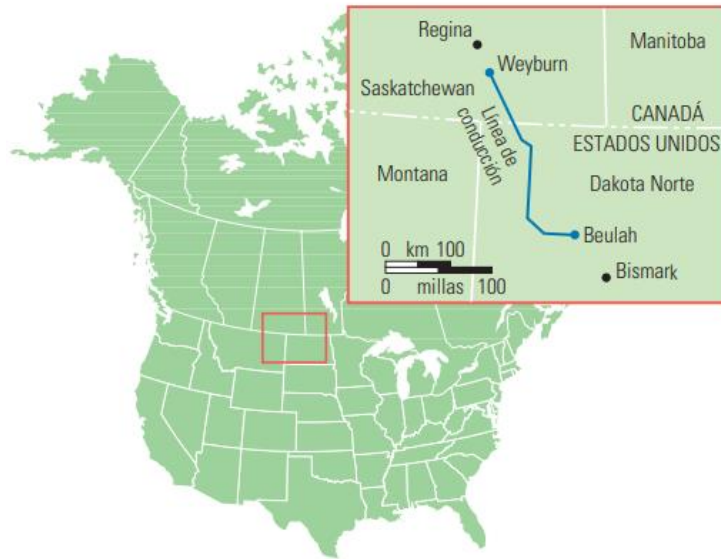 Regina
Manitoba
Weyburn
Saskatchewan
CANADÁ
Línea de
conducción
ESTADOS UNIDOS
Montana
Dakota Norte
Beulah
0 km 100
0 millas 100
Bismark